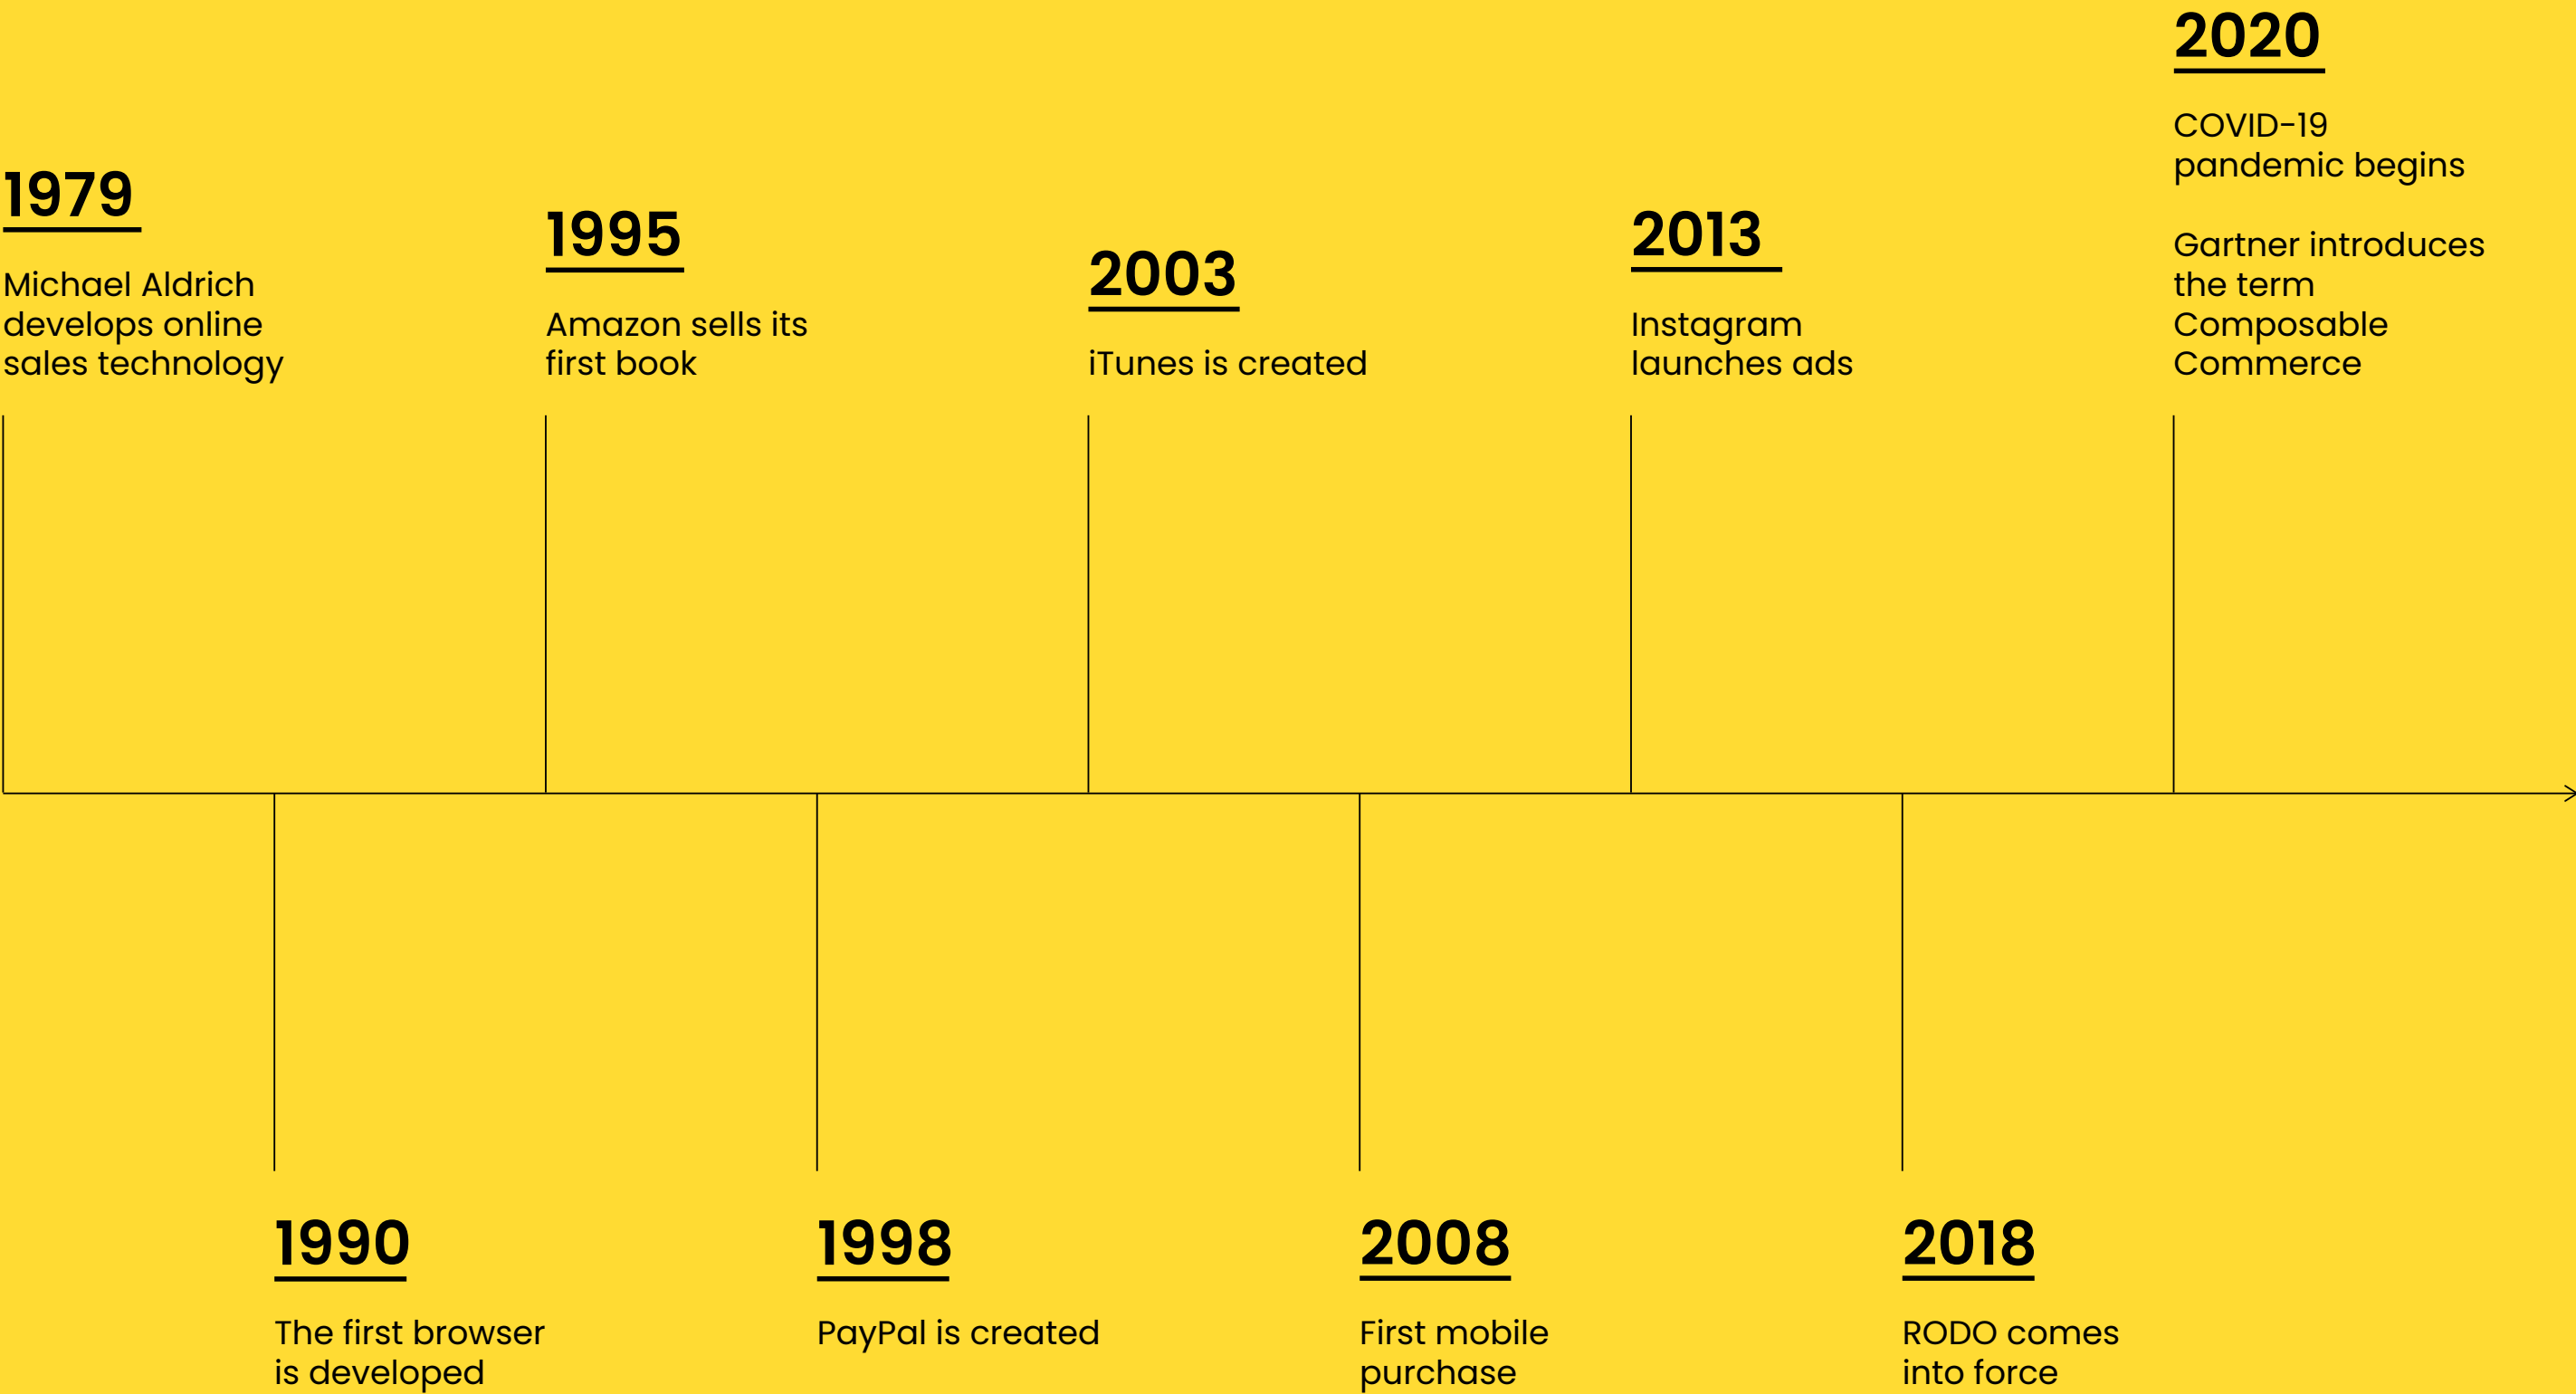 1979
Michael Aldrich
develops online
sales technology
1990
The first browser
is developed
1995
Amazon sells its
first book
1998
PayPal is created
2003
iTunes is created
2008
First mobile
purchase
2013
Instagram
launches ads
2018
RODO comes
into force
2020
COVID-19
pandemic begins
Gartner introduces
the term
Composable
Commerce